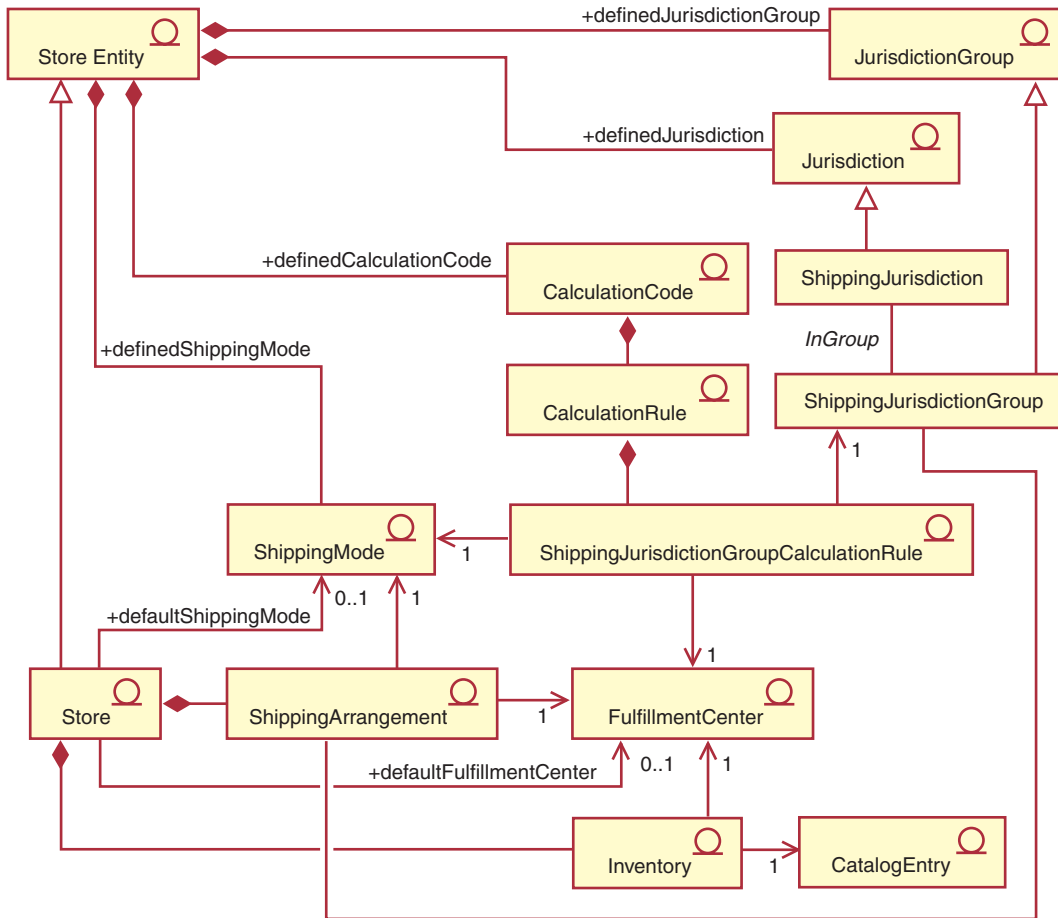 +definedJurisdictionGroup
Store Entity
JurisdictionGroup
+definedJurisdiction
Jurisdiction
+definedCalculationCode
ShippingJurisdiction
CalculationCode
InGroup
+definedShippingMode
CalculationRule
ShippingJurisdictionGroup
1
ShippingMode
1
ShippingJurisdictionGroupCalculationRule
0..1
1
+defaultShippingMode
1
Store
ShippingArrangement
1
FulfillmentCenter
+defaultFulfillmentCenter
0..1
1
Inventory
1
CatalogEntry